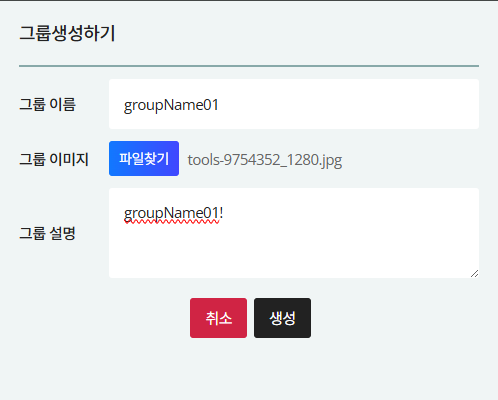 그룹생성하기
그룹 이름 groupName01
그룹 이미지 파일찾기 tools-9754352_1280.jpg
groupName01!
그룹 설명
취소 생성